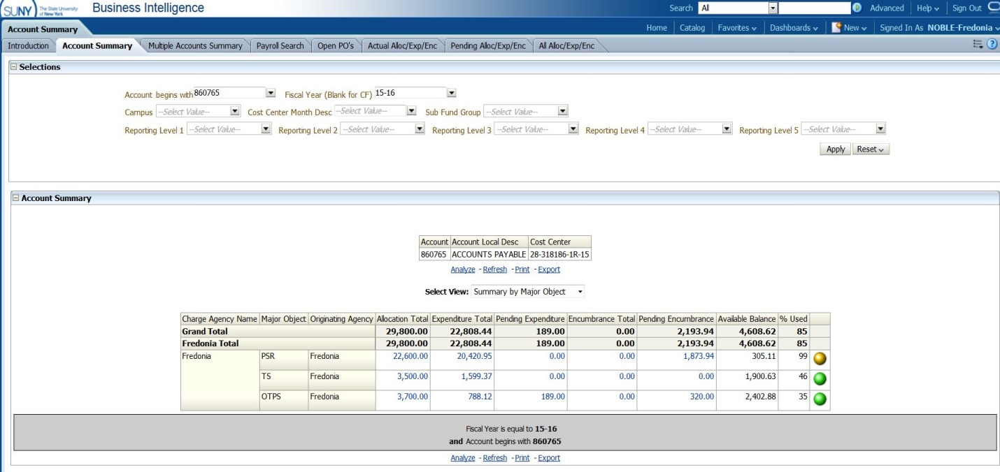 SUNY The State University of New York Business Intelligence Search All Advanced Help Sign Out
Account Summary Home Catalog Favorites Dashboards New Signed In As NOBLE-Fredonia
Introduction Account Summary Multiple Accounts Summary Payroll Search Open PO's Actual Alloc/Exp/Enc Pending Alloc/Exp/Enc All Alloc/Exp/Enc
Selections
Account begins with 860765 Fiscal Year (Blank for CF) 15-16
Campus --Select Value-- Cost Center Month Desc --Select Value-- Sub Fund Group --Select Value--
Reporting Level 1 --Select Value-- Reporting Level 2 --Select Value-- Reporting Level 3 --Select Value-- Reporting Level 4 --Select Value-- Reporting Level 5 --Select Value--
Apply Reset
Account Summary
Account Account Local Desc Cost Center
860765 ACCOUNTS PAYABLE 28-318186-1R-15
Analyze - Refresh - Print - Export
Select View: Summary by Major Object
Charge Agency Name Major Object Originating Agency Allocation Total Expenditure Total Pending Expenditure Encumbrance Total Pending Encumbrance Available Balance % Used
Grand Total 29,800.00 22,808.44 189.00 0.00 2,193.94 4,608.62 85
Fredonia Total 29,800.00 22,808.44 189.00 0.00 2,193.94 4,608.62 85
Fredonia PSR Fredonia 22,600.00 20,420.95 0.00 0.00 1,873.94 305.11 99
TS Fredonia 3,500.00 1,599.37 0.00 0.00 0.00 1,900.63 46
OTPS Fredonia 3,700.00 788.12 189.00 0.00 320.00 2,402.88 35
Fiscal Year is equal to 15-16
and Account begins with 860765
Analyze - Refresh - Print - Export